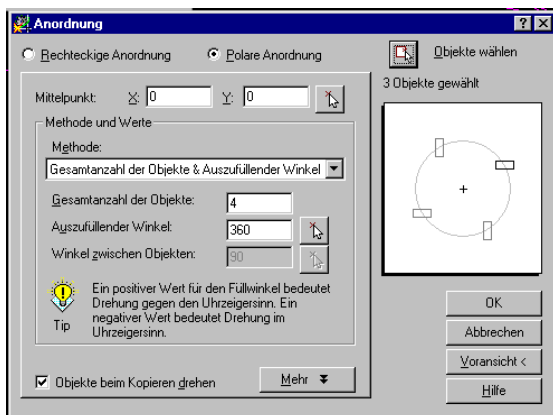 Anordnung
Rechteckige Anordnung
Polare Anordnung
Objekte wählen
3 Objekte gewählt
Mittelpunkt: X: 0 Y: 0
Methode und Werte
Methode:
Gesamtanzahl der Objekte & Auszufüllender Winkel
Gesamtanzahl der Objekte: 4
Auszufüllender Winkel: 360
Winkel zwischen Objekten: 90
Ein positiver Wert für den Füllwinkel bedeutet
Drehung gegen den Uhrzeigersinn. Ein
negativer Wert bedeutet Drehung im
Uhrzeigersinn.
Tip
Objekte beim Kopieren drehen
Mehr
OK
Abbrechen
Voransicht <
Hilfe